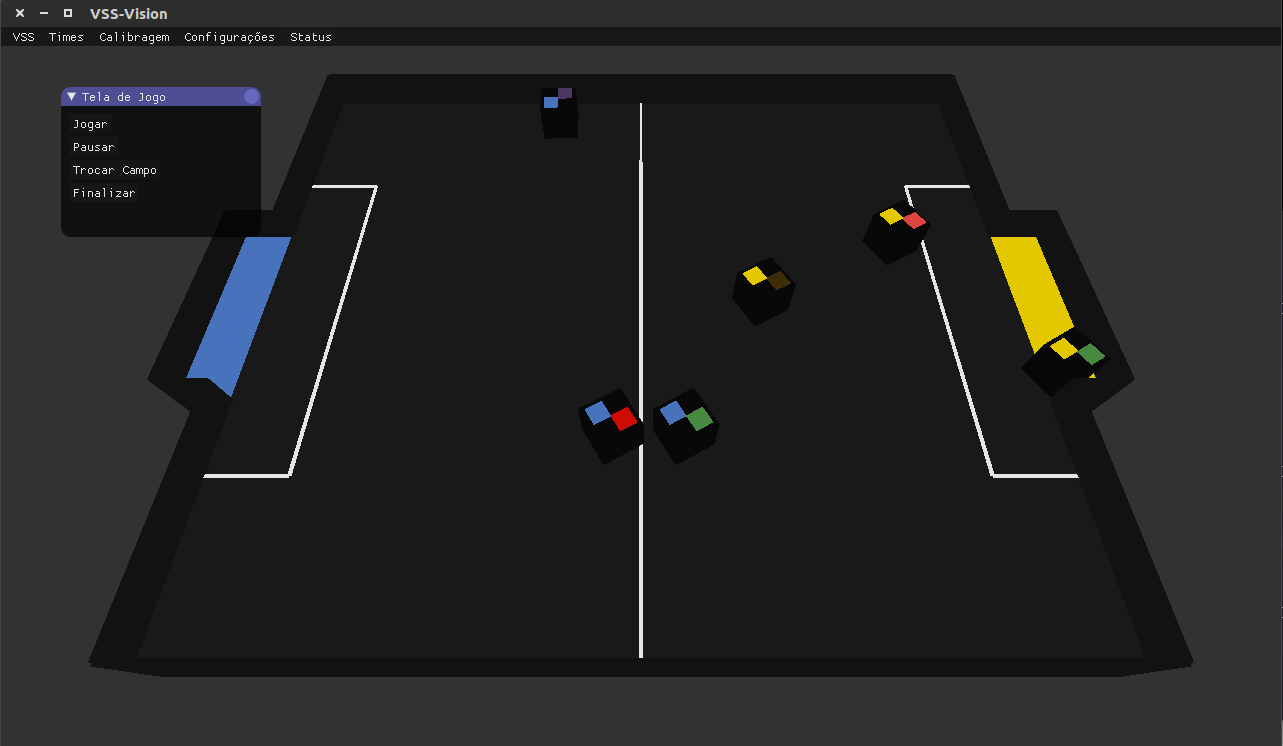 VSS-Vision
VSS Times Calibragem Configurações Status
Tela de Jogo
Jogar
Pausar
Trocar Campo
Finalizar